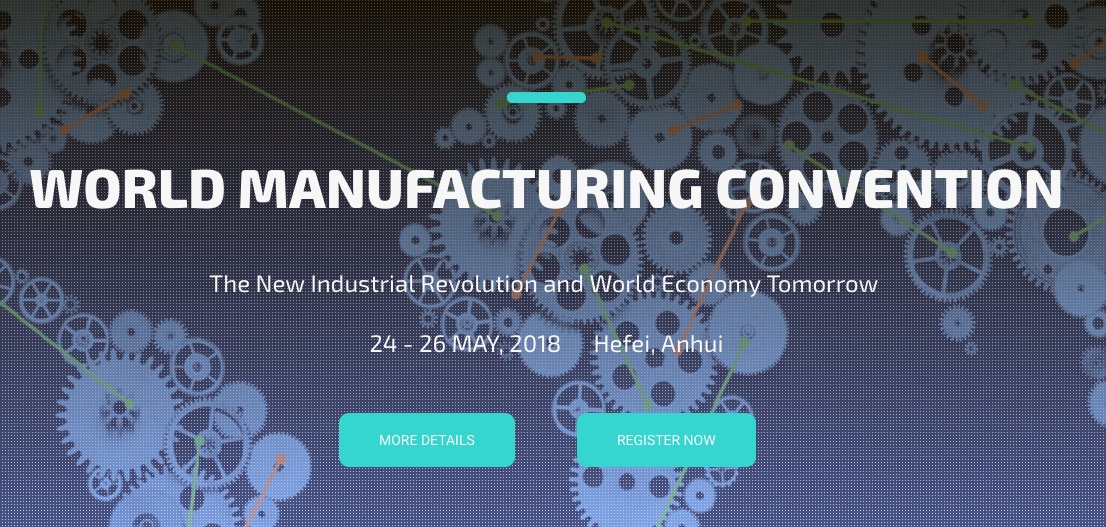 WORLD MANUFACTURING CONVENTION
The New Industrial Revolution and World Economy Tomorrow
24 - 26 MAY, 2018 Hefei, Anhui
MORE DETAILS REGISTER NOW